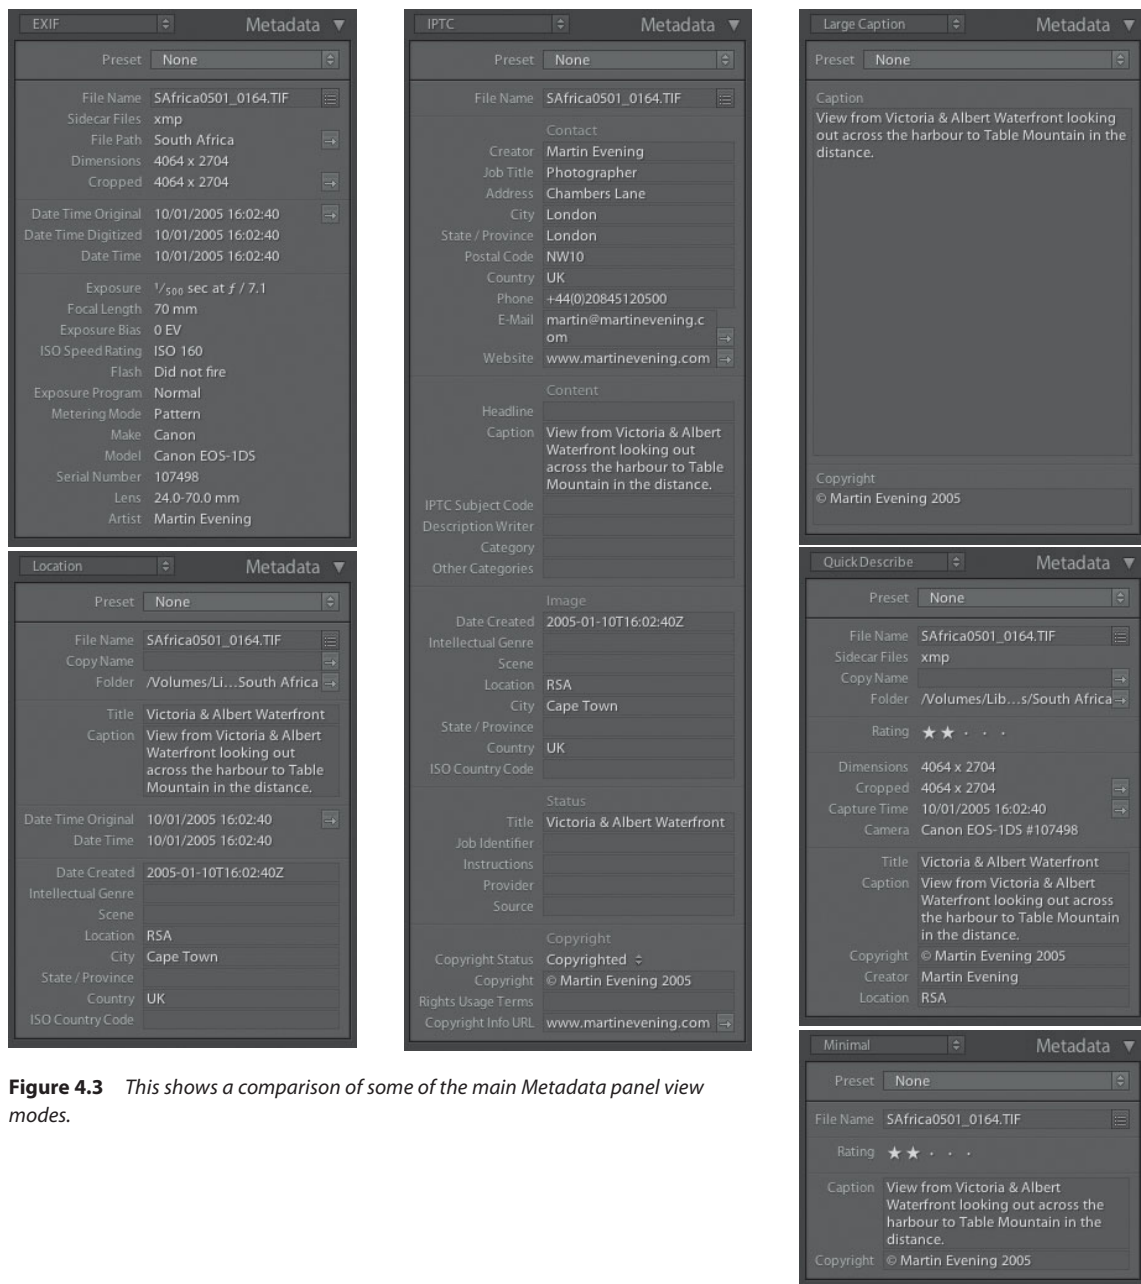 EXIF Metadata ▼
Preset None
File Name SAfrica0501_0164.TIF
Sidecar Files xmp
File Path South Africa
Dimensions 4064 x 2704
Cropped 4064 x 2704
Date Time Original 10/01/2005 16:02:40
Date Time Digitized 10/01/2005 16:02:40
Date Time 10/01/2005 16:02:40
Exposure 1/500 sec at ƒ / 7.1
Focal Length 70 mm
Exposure Bias 0 EV
ISO Speed Rating ISO 160
Flash Did not fire
Exposure Program Normal
Metering Mode Pattern
Make Canon
Model Canon EOS-1DS
Serial Number 107498
Lens 24.0-70.0 mm
Artist Martin Evening
Location Metadata ▼
Preset None
File Name SAfrica0501_0164.TIF
Copy Name
Folder /Volumes/Li...South Africa
Title Victoria & Albert Waterfront
Caption View from Victoria & Albert
Waterfront looking out
across the harbour to Table
Mountain in the distance.
Date Time Original 10/01/2005 16:02:40
Date Time 10/01/2005 16:02:40
Date Created 2005-01-10T16:02:40Z
Intellectual Genre
Scene
Location RSA
City Cape Town
State / Province
Country UK
ISO Country Code
IPTC Metadata ▼
Preset None
File Name SAfrica0501_0164.TIF
Contact
Creator Martin Evening
Job Title Photographer
Address Chambers Lane
City London
State / Province London
Postal Code NW10
Country UK
Phone +44(0)20845120500
E-Mail martin@martinevening.c
om
Website www.martinevening.com
Content
Headline
Caption View from Victoria & Albert
Waterfront looking out
across the harbour to Table
Mountain in the distance.
IPTC Subject Code
Description Writer
Category
Other Categories
Image
Date Created 2005-01-10T16:02:40Z
Intellectual Genre
Scene
Location RSA
City Cape Town
State / Province
Country UK
ISO Country Code
Status
Title Victoria & Albert Waterfront
Job Identifier
Instructions
Provider
Source
Copyright
Copyright Status Copyrighted
Copyright © Martin Evening 2005
Rights Usage Terms
Copyright Info URL www.martinevening.com
Large Caption Metadata ▼
Preset None
Caption
View from Victoria & Albert Waterfront looking
out across the harbour to Table Mountain in the
distance.
Copyright
© Martin Evening 2005
Quick Describe Metadata ▼
Preset None
File Name SAfrica0501_0164.TIF
Sidecar Files xmp
Copy Name
Folder /Volumes/Lib...s/South Africa
Rating ★ ★ · · ·
Dimensions 4064 x 2704
Cropped 4064 x 2704
Capture Time 10/01/2005 16:02:40
Camera Canon EOS-1DS #107498
Title Victoria & Albert Waterfront
Caption View from Victoria & Albert
Waterfront looking out across
the harbour to Table Mountain
in the distance.
Copyright © Martin Evening 2005
Creator Martin Evening
Location RSA
Minimal Metadata ▼
Preset None
File Name SAfrica0501_0164.TIF
Rating ★ ★ · · ·
Caption View from Victoria & Albert
Waterfront looking out across the
harbour to Table Mountain in the
distance.
Copyright © Martin Evening 2005
Figure 4.3 This shows a comparison of some of the main Metadata panel view
modes.